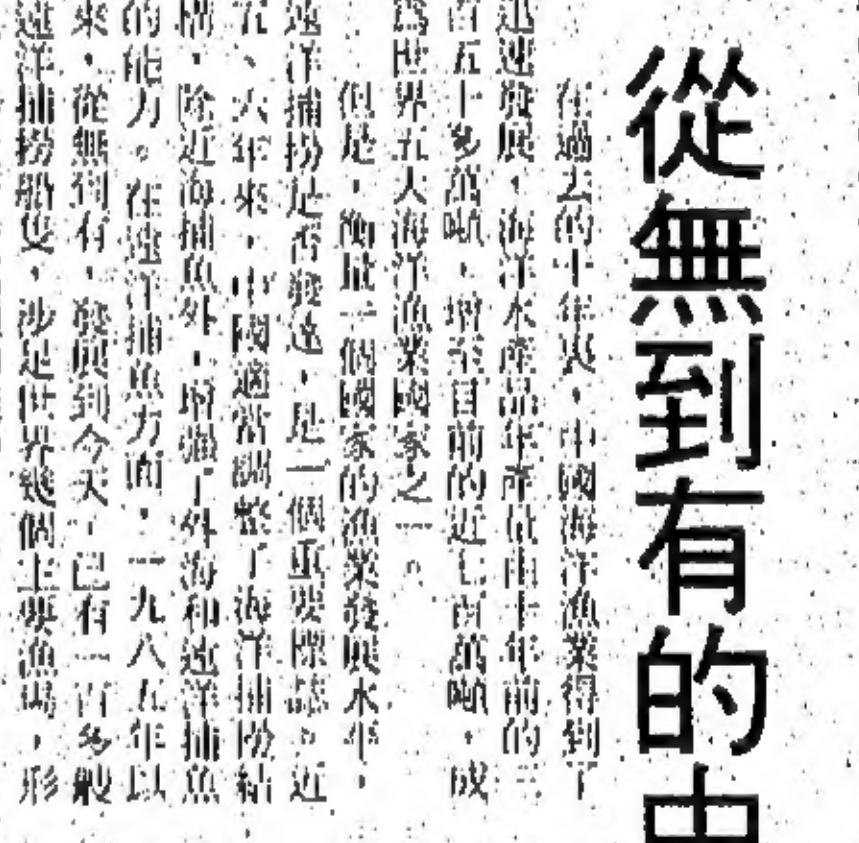 從無到有的中
在過去的十年裏，中國海洋漁業得到了
迅速發展，海洋水產品年產量由十年前的三
百五十多萬噸，增至目前的近七百萬噸，成
爲世界五大海洋漁業國家之一。
但是，衡量一個國家的漁業發展水平，
遠洋捕撈是否發達，是一個重要標誌。近
五、六年來，中國適當調整了海洋捕撈結
構，除近海捕魚外，增強了外海和遠洋捕魚
的能力。在遠洋捕魚方面，一九八五年以
來，從無到有，發展到今天，已有一百多艘
遠洋捕撈船隻，涉足世界幾個主要漁場，形